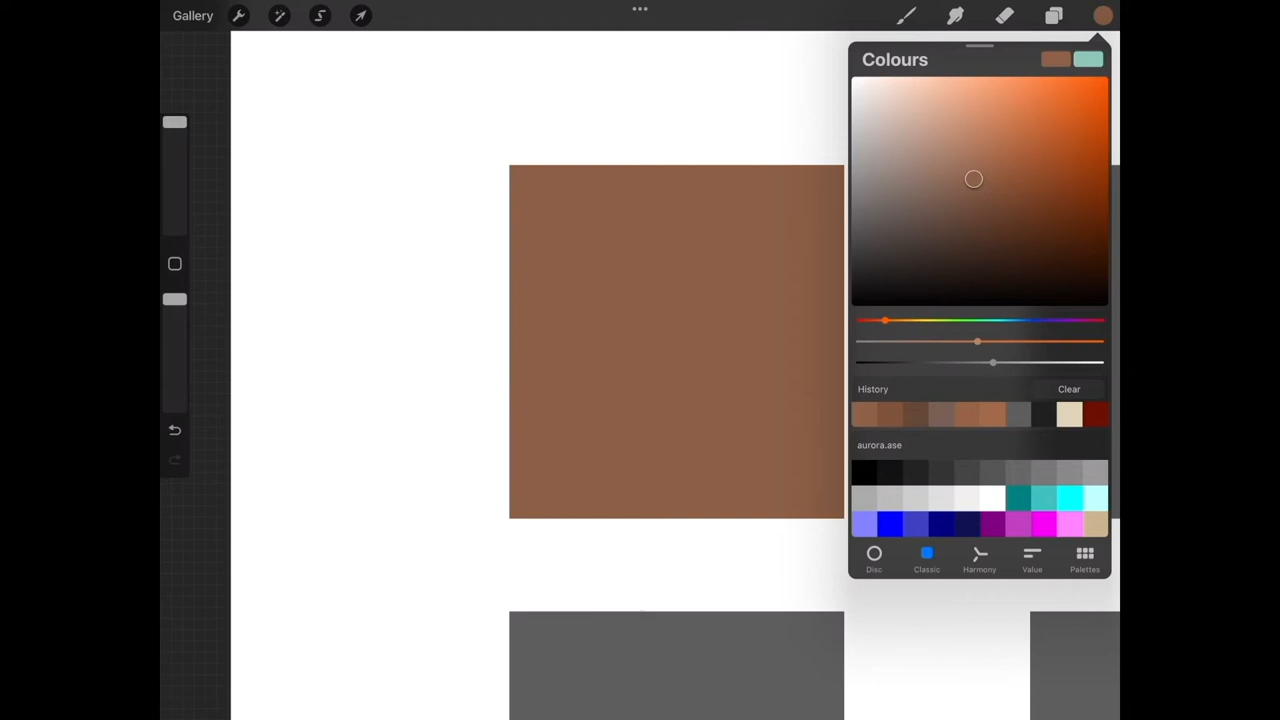 Gallery
Colours
History
Clear
aurora.ase
Disc
Classic
Harmony
Value
Palettes